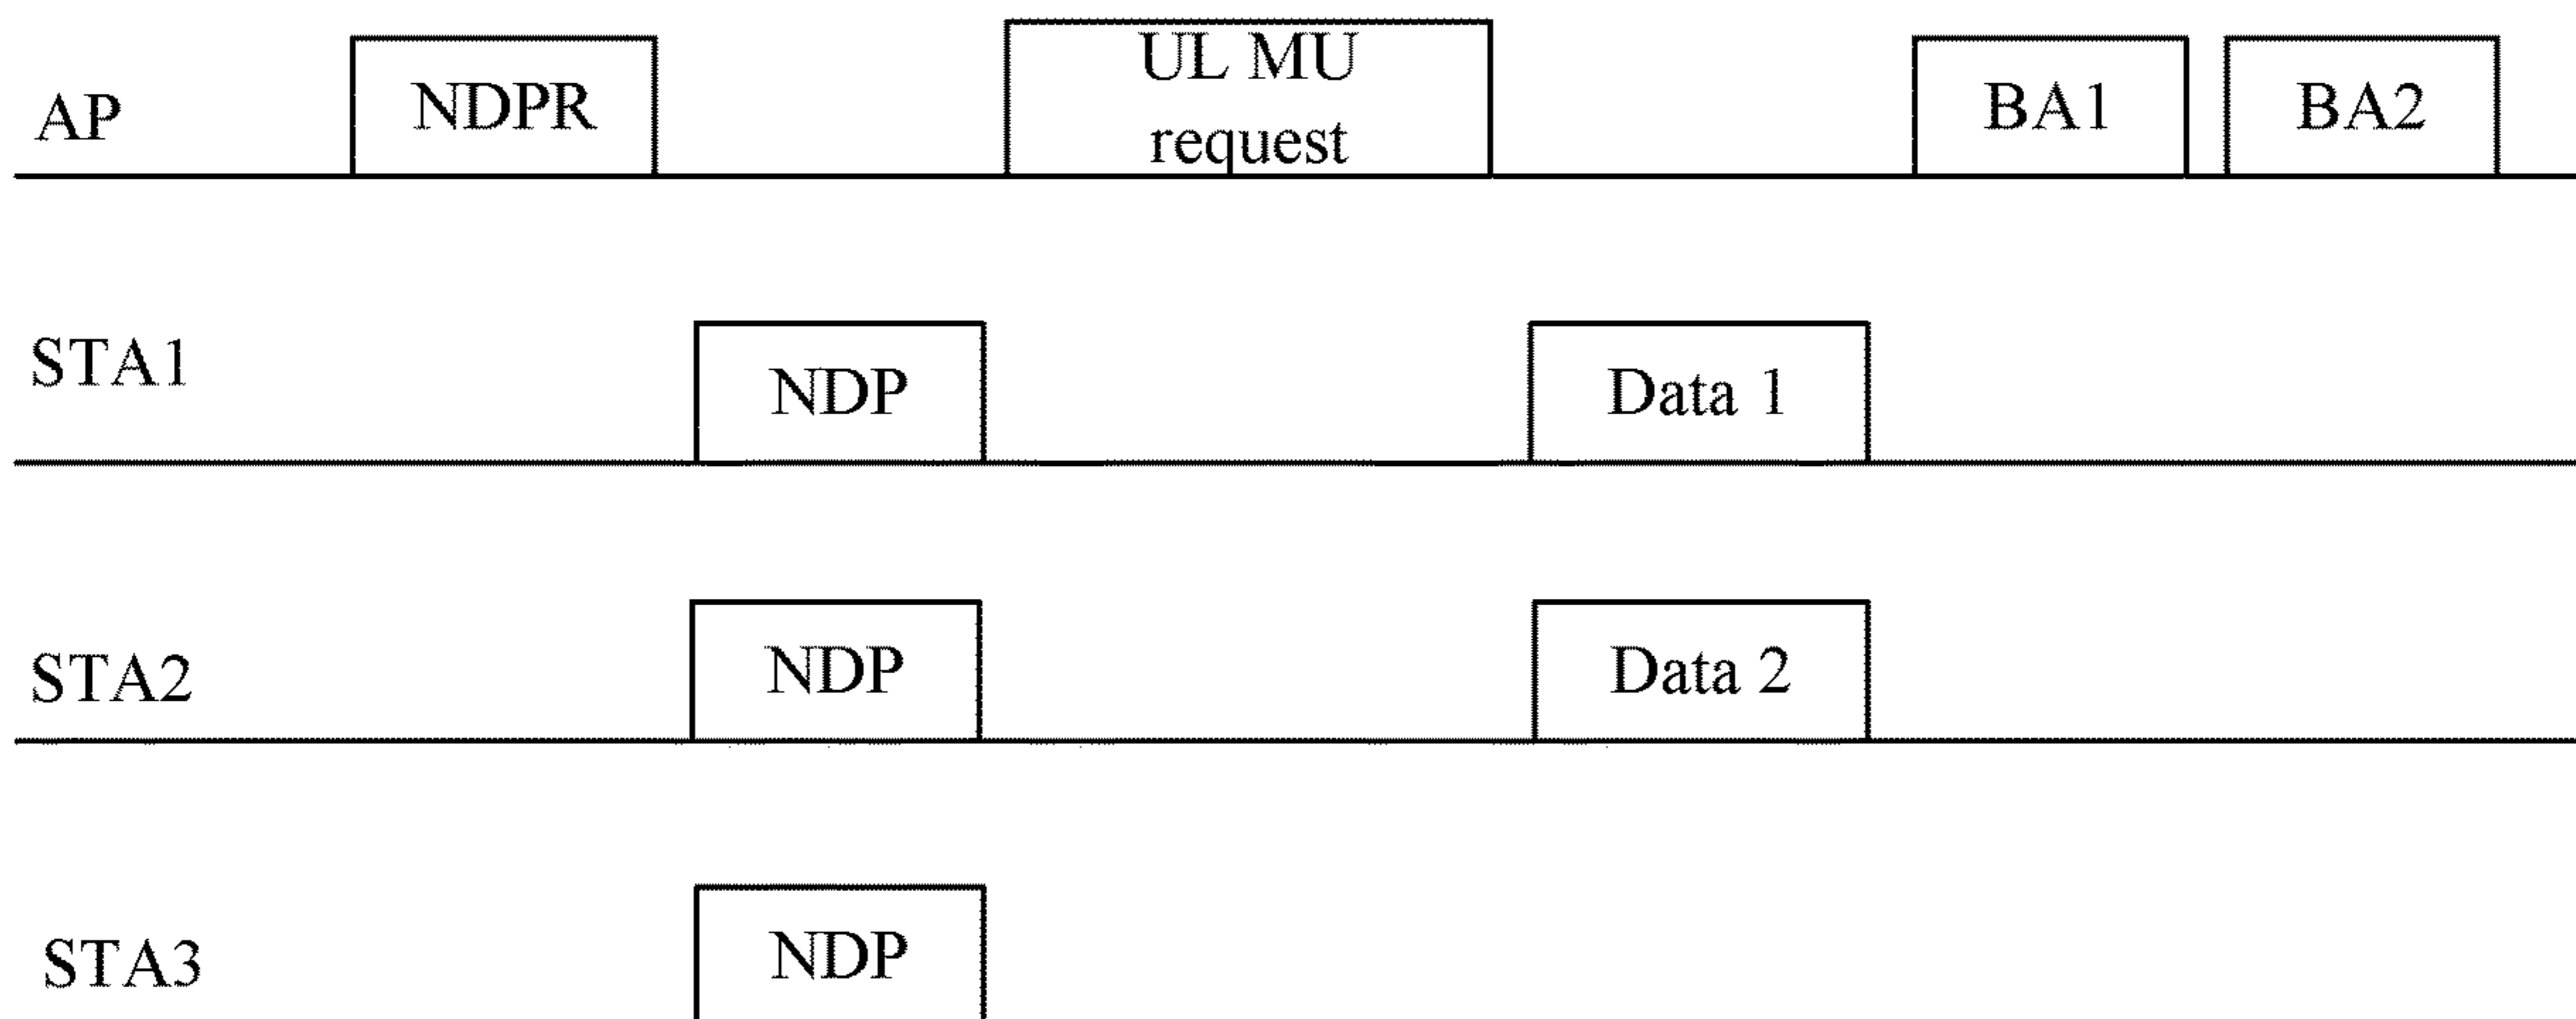 AP
NDPR
UL MU
request
BA1
BA2
STA1
NDP
Data 1
STA2
NDP
Data 2
STA3
NDP